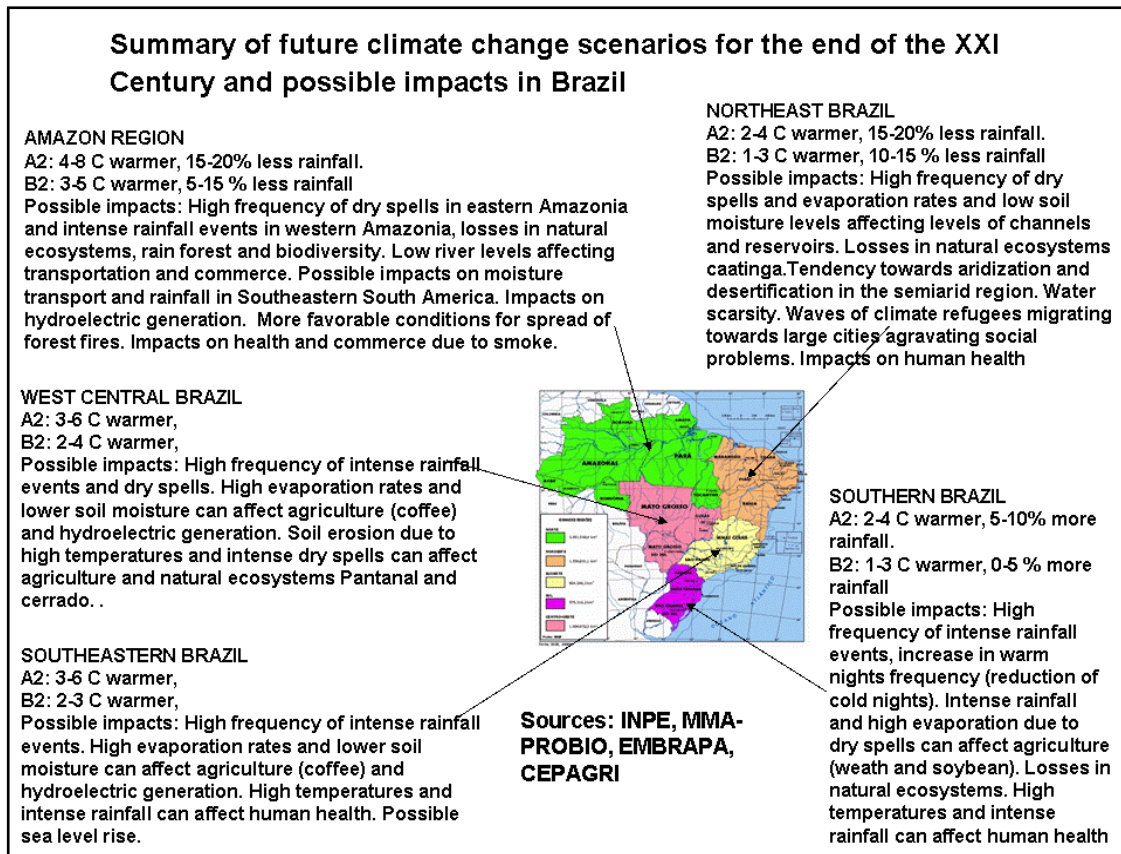 Summary of future climate change scenarios for the end of the XXI
Century and possible impacts in Brazil
AMAZON REGION
A2: 4-8 C warmer, 15-20% less rainfall.
B2: 3-5 C warmer, 5-15 % less rainfall
Possible impacts: High frequency of dry spells in eastern Amazonia
and intense rainfall events in western Amazonia, losses in natural
ecosystems, rain forest and biodiversity. Low river levels affecting
transportation and commerce. Possible impacts on moisture
transport and rainfall in Southeastern South America. Impacts on
hydroelectric generation. More favorable conditions for spread of
forest fires. Impacts on health and commerce due to smoke.
NORTHEAST BRAZIL
A2: 2-4 C warmer, 15-20% less rainfall.
B2: 1-3 C warmer, 10-15 % less rainfall
Possible impacts: High frequency of dry
spells and evaporation rates and low soil
moisture levels affecting levels of channels
and reservoirs. Losses in natural ecosystems
caatinga.Tendency towards aridization and
desertification in the semiarid region. Water
scarsity. Waves of climate refugees migrating
towards large cities agravating social
problems. Impacts on human health
WEST CENTRAL BRAZIL
A2: 3-6 C warmer,
B2: 2-4 C warmer,
Possible impacts: High frequency of intense rainfall
events and dry spells. High evaporation rates and
lower soil moisture can affect agriculture (coffee)
and hydroelectric generation. Soil erosion due to
high temperatures and intense dry spells can affect
agriculture and natural ecosystems Pantanal and
cerrado. .
SOUTHEASTERN BRAZIL
A2: 3-6 C warmer,
B2: 2-3 C warmer,
Possible impacts: High frequency of intense rainfall
events. High evaporation rates and lower soil
moisture can affect agriculture (coffee) and
hydroelectric generation. High temperatures and
intense rainfall can affect human health. Possible
sea level rise.
AMAZONAS
PARÁ
MATO GROSSO
MINAS GERAIS
Sources: INPE, MMA-
PROBIO, EMBRAPA,
CEPAGRI
SOUTHERN BRAZIL
A2: 2-4 C warmer, 5-10% more
rainfall.
B2: 1-3 C warmer, 0-5 % more
rainfall
Possible impacts: High
frequency of intense rainfall
events, increase in warm
nights frequency (reduction of
cold nights). Intense rainfall
and high evaporation due to
dry spells can affect agriculture
(weath and soybean). Losses in
natural ecosystems. High
temperatures and intense
rainfall can affect human health